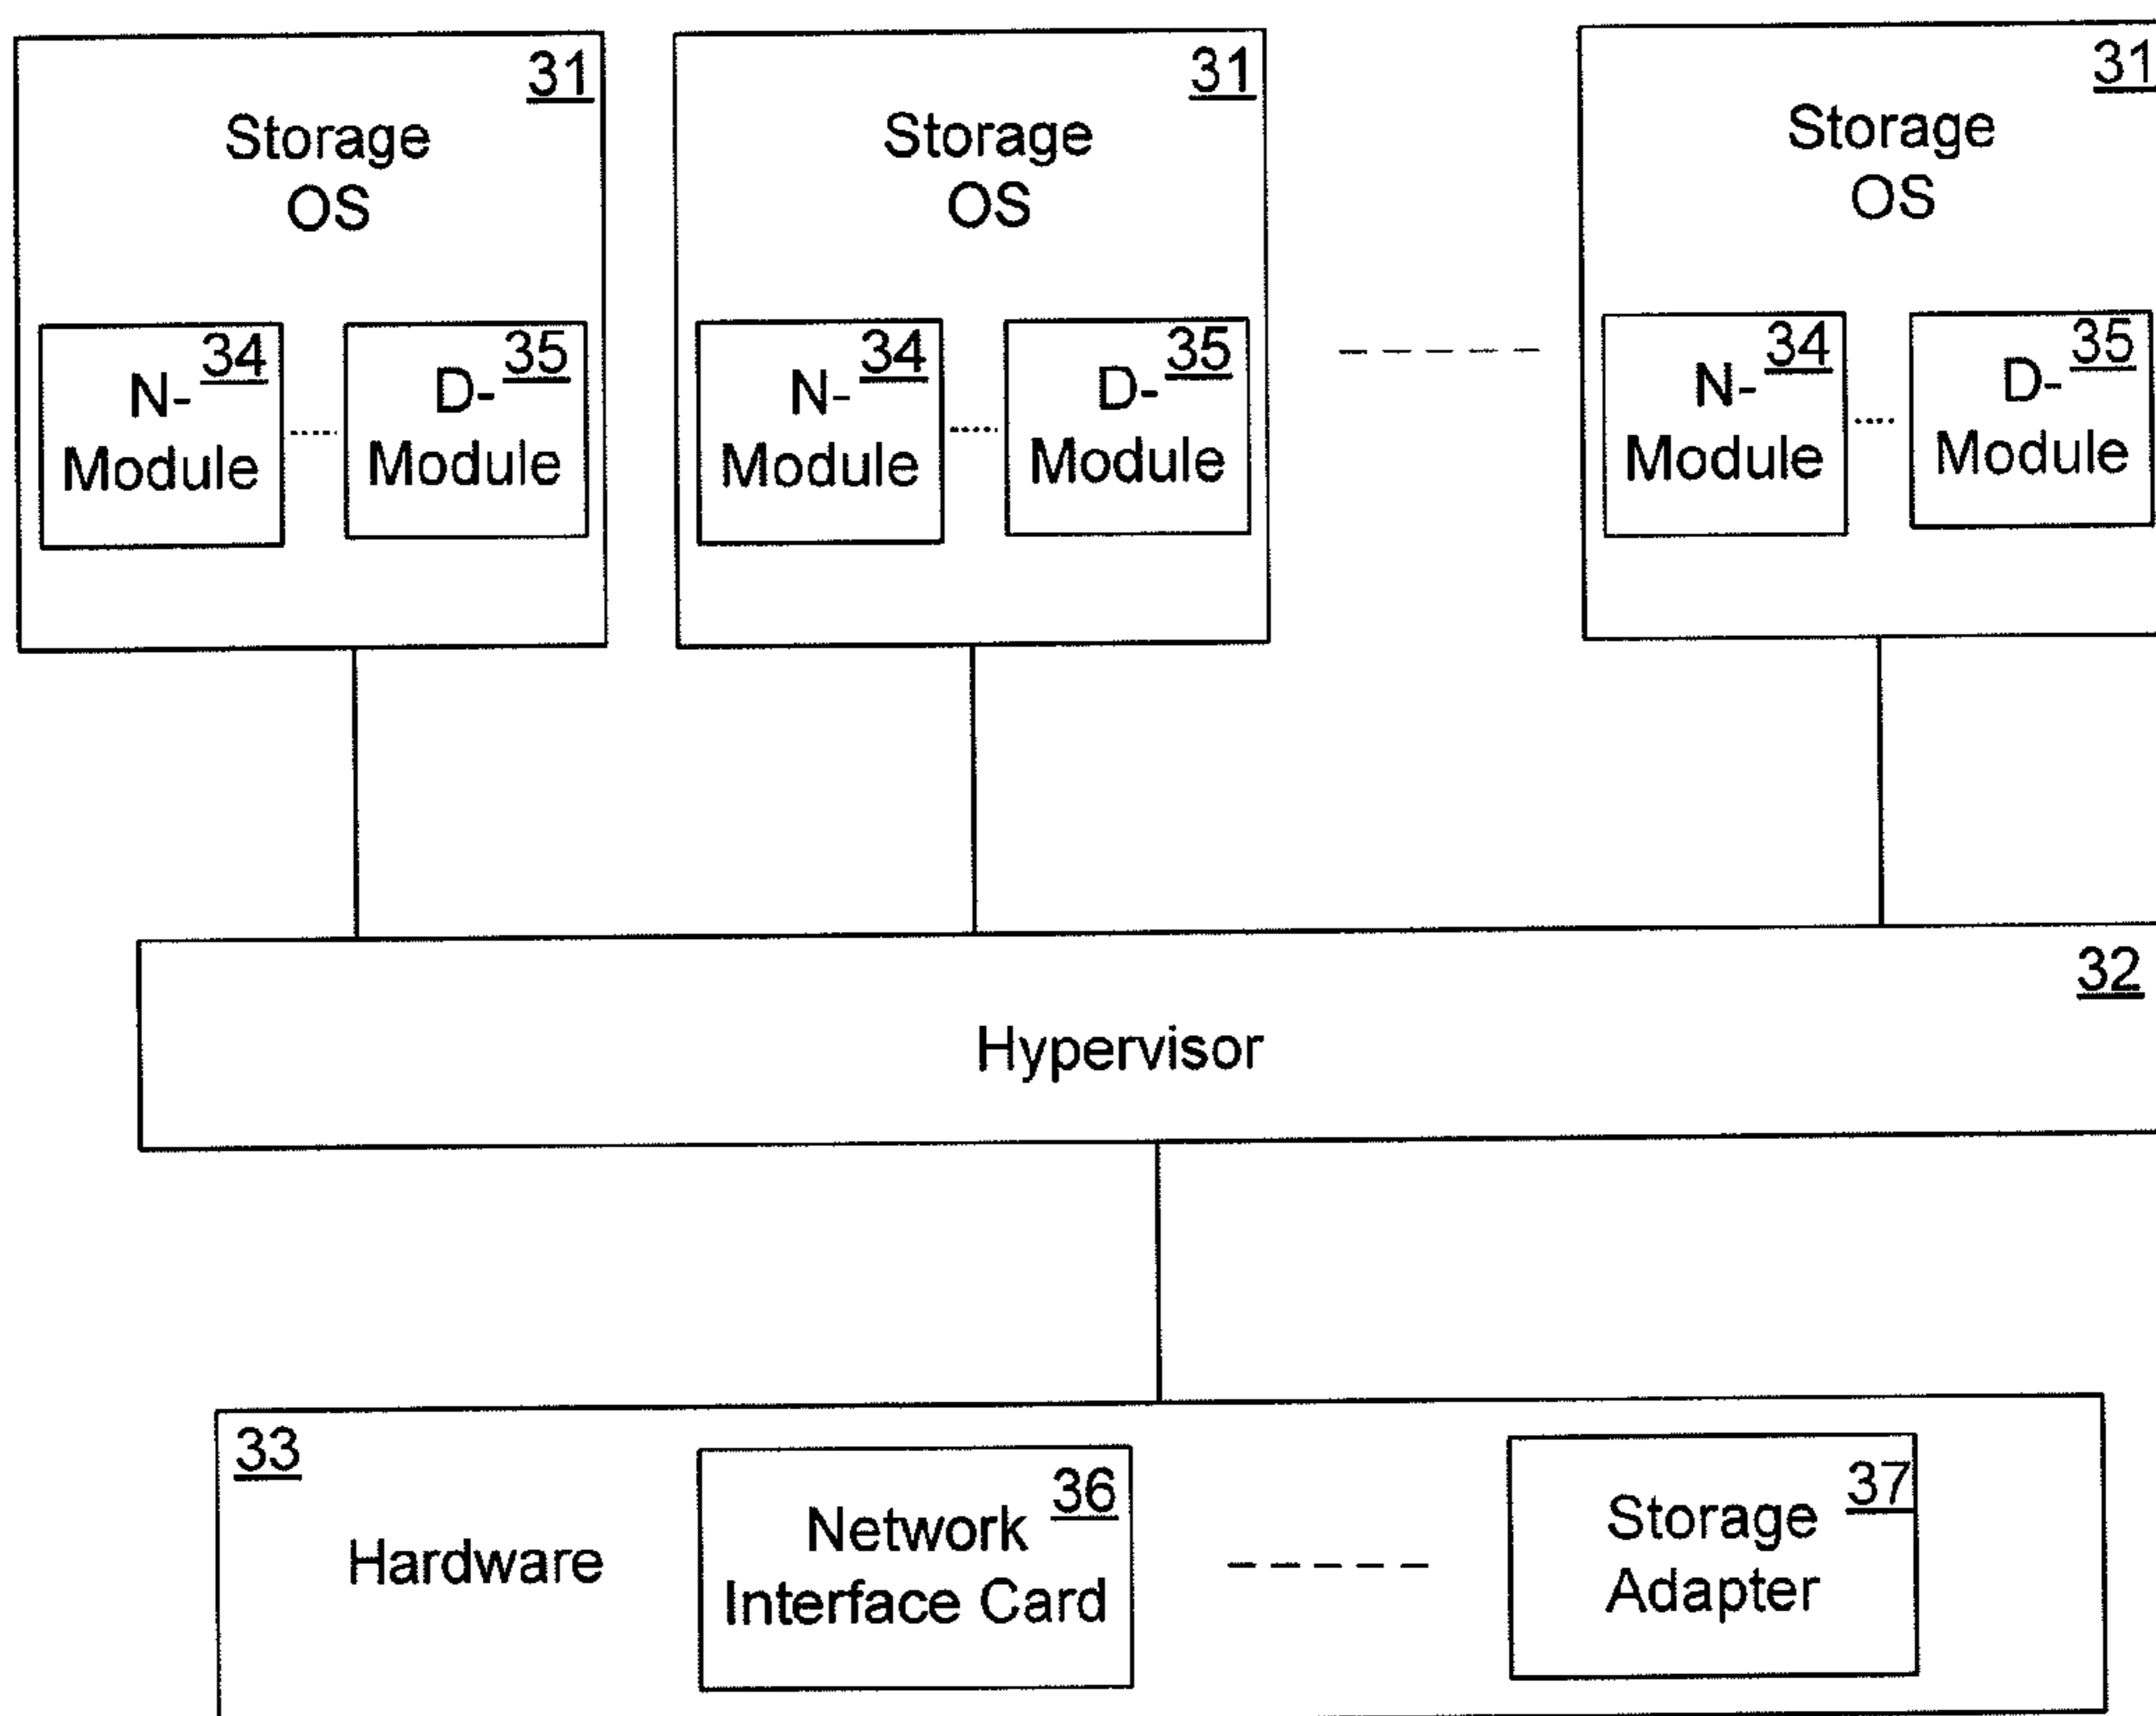 31
Storage
OS
34
N-
Module
35
D-
Module
31
Storage
OS
34
N-
Module
35
D-
Module
31
Storage
OS
34
N-
Module
35
D-
Module
32
Hypervisor
33
Hardware
36
Network
Interface Card
37
Storage
Adapter